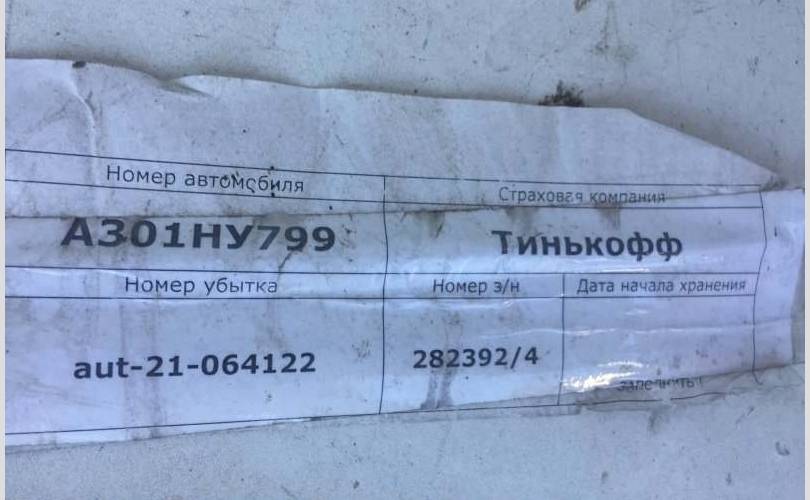 Номер автомобиля
Страховая компания
А301НУ799
Тинькофф
Номер убытка
Номер з/н
Дата начала хранения
aut-21-064122
282392/4